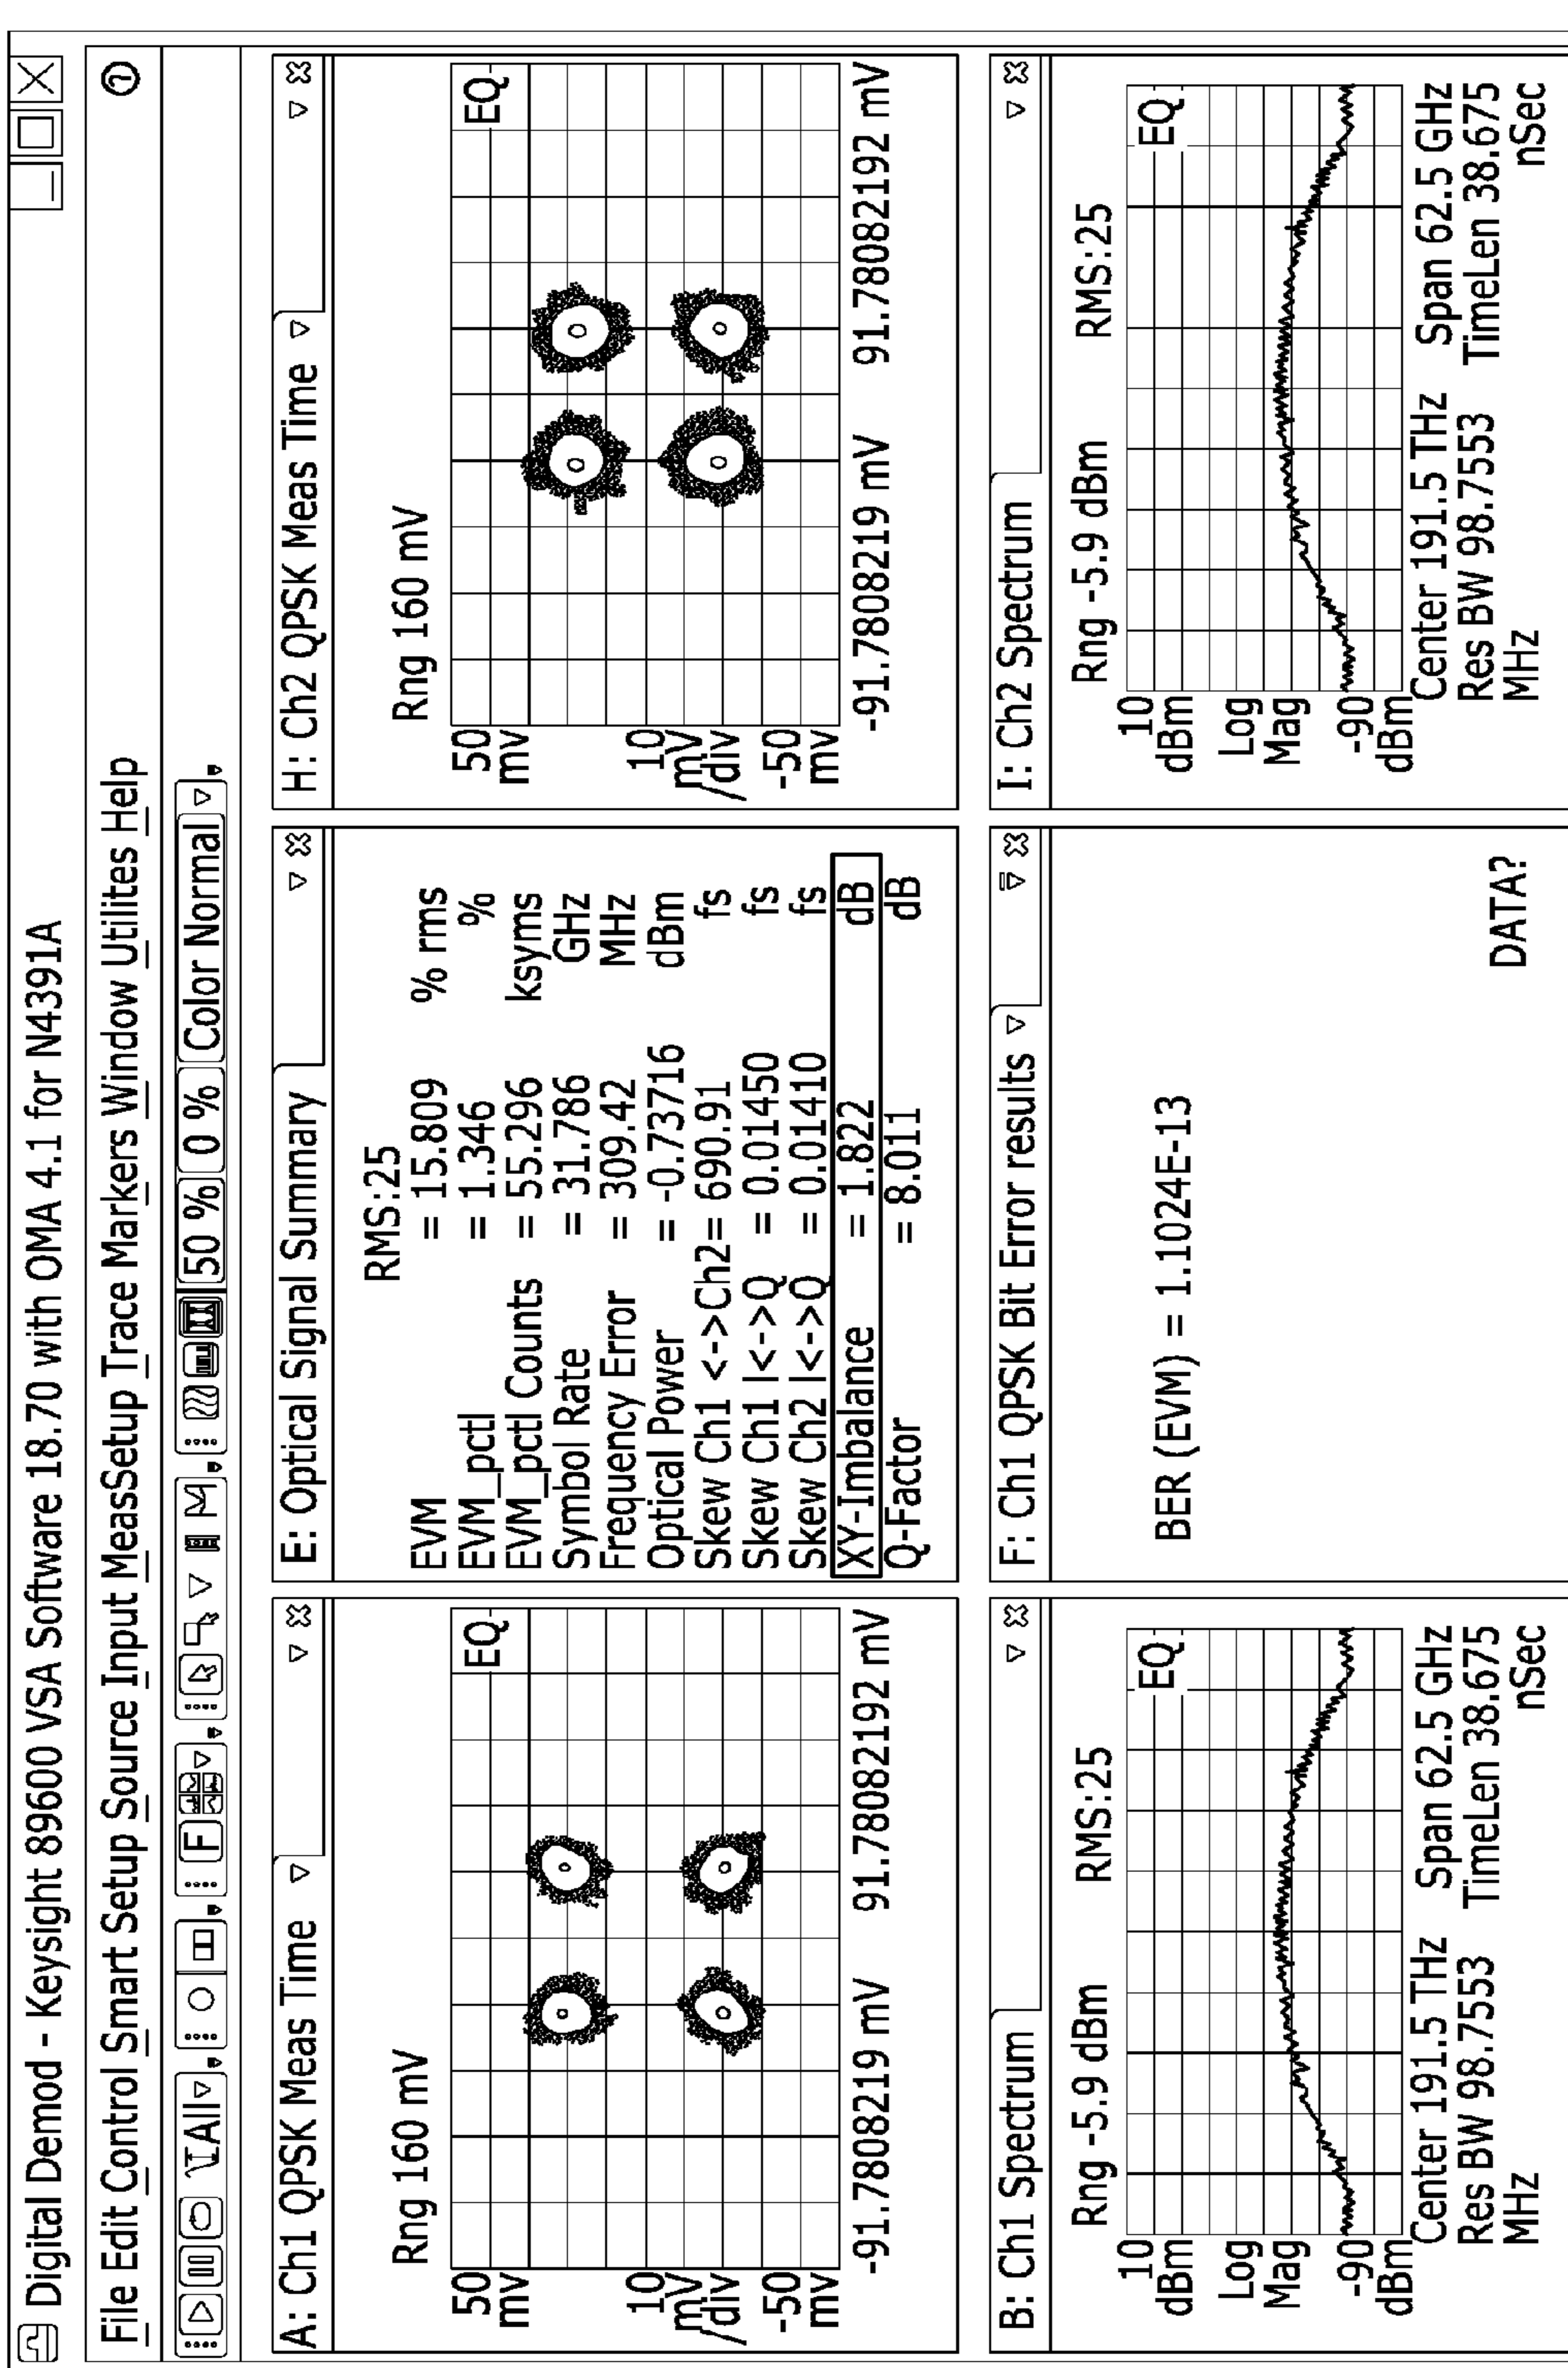 Digital Demod - Keysight 89600 VSA Software 18.70 with OMA 4.1 for N4391A
File Edit Control Smart Setup Source Input MeasSetup Trace Markers Window Utilites Help
All F 50 % 0 % Color Normal
A: Ch1 QPSK Meas Time
Rng 160 mV
EQ
50
mv
10
mV
/div
-50
mv
-91.7808219 mV 91.78082192 mV
E: Optical Signal Summary
RMS:25
EVM = 15.809 % rms
EVM_pctl = 1.346 %
EVM_pctl Counts = 55.296 ksyms
Symbol Rate = 31.786 GHz
Frequency Error = 309.42 MHz
Optical Power = -0.73716 dBm
Skew Ch1 <->Ch2= 690.91 fs
Skew Ch1 I<->Q = 0.01450 fs
Skew Ch2 I<->Q = 0.01410 fs
XY-Imbalance = 1.822 dB
Q-Factor = 8.011 dB
H: Ch2 QPSK Meas Time
Rng 160 mV
EQ
50
mv
10
mV
/div
-50
mv
-91.7808219 mV 91.78082192 mV
B: Ch1 Spectrum
Rng -5.9 dBm RMS:25
EQ
10
dBm
Log
Mag
-90
dBm
Center 191.5 THz Span 62.5 GHz
Res BW 98.7553 TimeLen 38.675
MHz nSec
F: Ch1 QPSK Bit Error results
BER (EVM) = 1.1024E-13
DATA?
I: Ch2 Spectrum
Rng -5.9 dBm RMS:25
EQ
10
dBm
Log
Mag
-90
dBm
Center 191.5 THz Span 62.5 GHz
Res BW 98.7553 TimeLen 38.675
MHz nSec